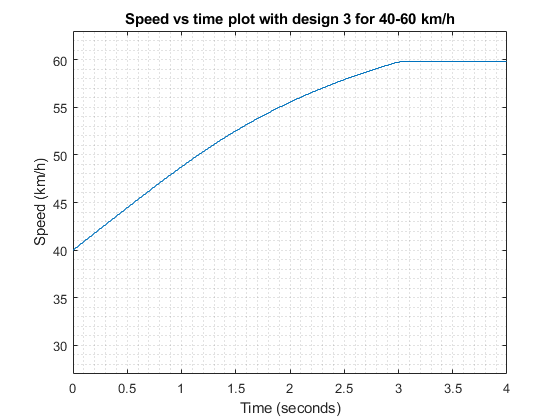 Speed vs time plot with design 3 for 40-60 km/h
60
55
50
45
40
35
30
Speed (km/h)
0 0.5 1 1.5 2 2.5 3 3.5 4
Time (seconds)